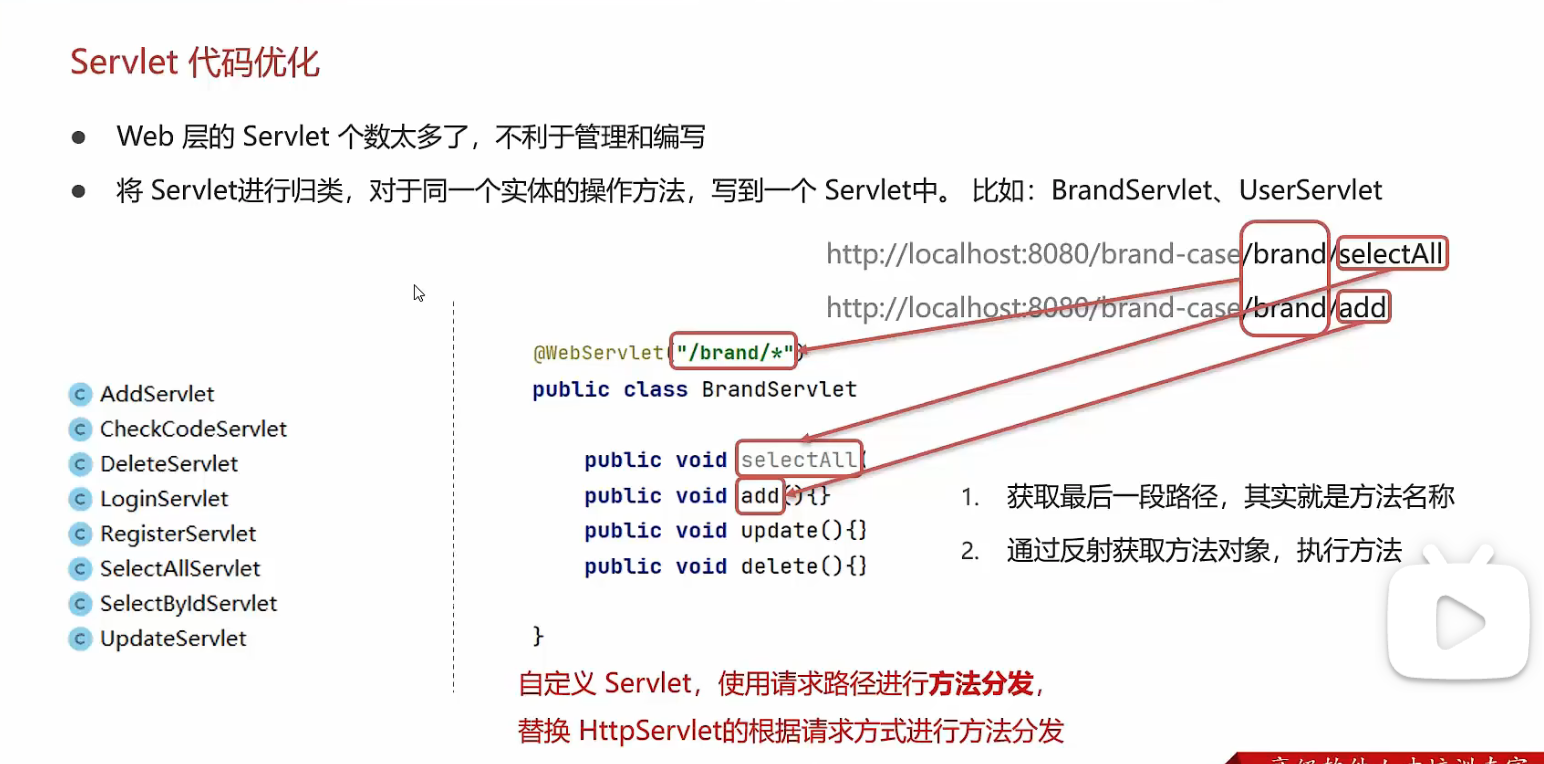 Servlet 代码优化
● Web 层的 Servlet 个数太多了，不利于管理和编写
● 将 Servlet进行归类，对于同一个实体的操作方法，写到一个 Servlet中。 比如：BrandServlet、UserServlet
http://localhost:8080/brand-case/brand/selectAll
http://localhost:8080/brand-case/brand/add
@WebServlet("/brand/*")
public class BrandServlet
C AddServlet
C CheckCodeServlet
C DeleteServlet
C LoginServlet
C RegisterServlet
C SelectAllServlet
C SelectByIdServlet
C UpdateServlet
public void selectAll(
public void add(){}
public void update(){}
public void delete(){}
}
1. 获取最后一段路径，其实就是方法名称
2. 通过反射获取方法对象，执行方法
自定义 Servlet，使用请求路径进行方法分发，
替换 HttpServlet的根据请求方式进行方法分发